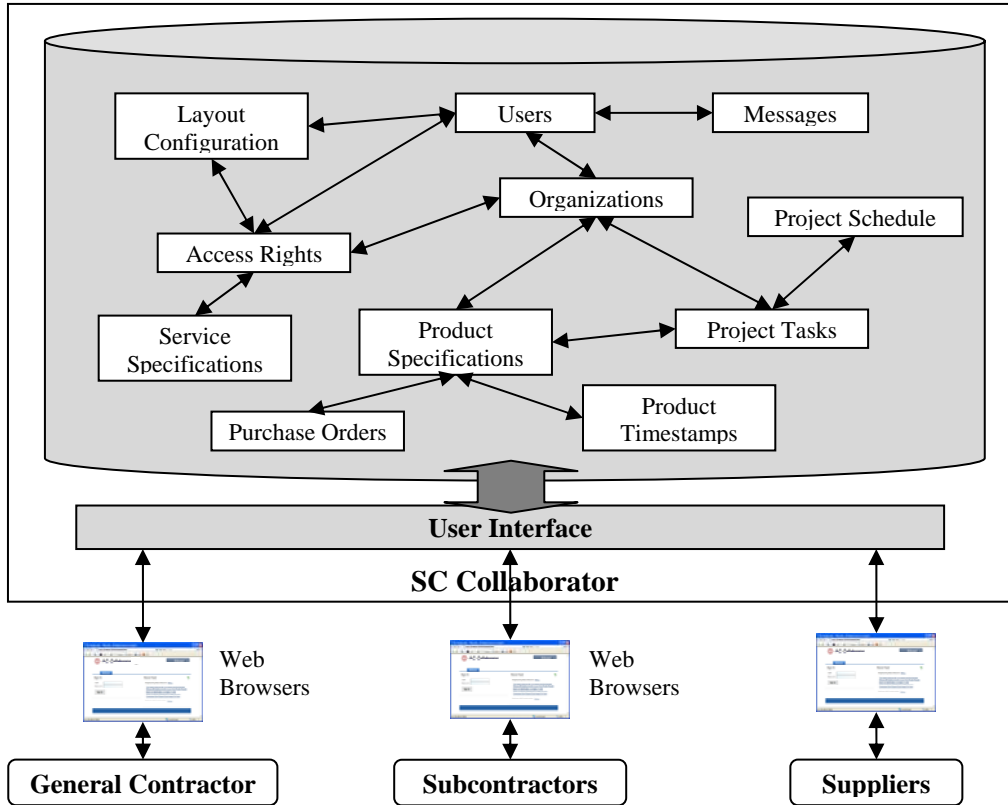 Layout
Configuration
Users
Messages
Organizations
Project Schedule
Access Rights
Service
Specifications
Product
Specifications
Project Tasks
Purchase Orders
Product
Timestamps
User Interface
SC Collaborator
Web
Browsers
Web
Browsers
General Contractor
Subcontractors
Suppliers